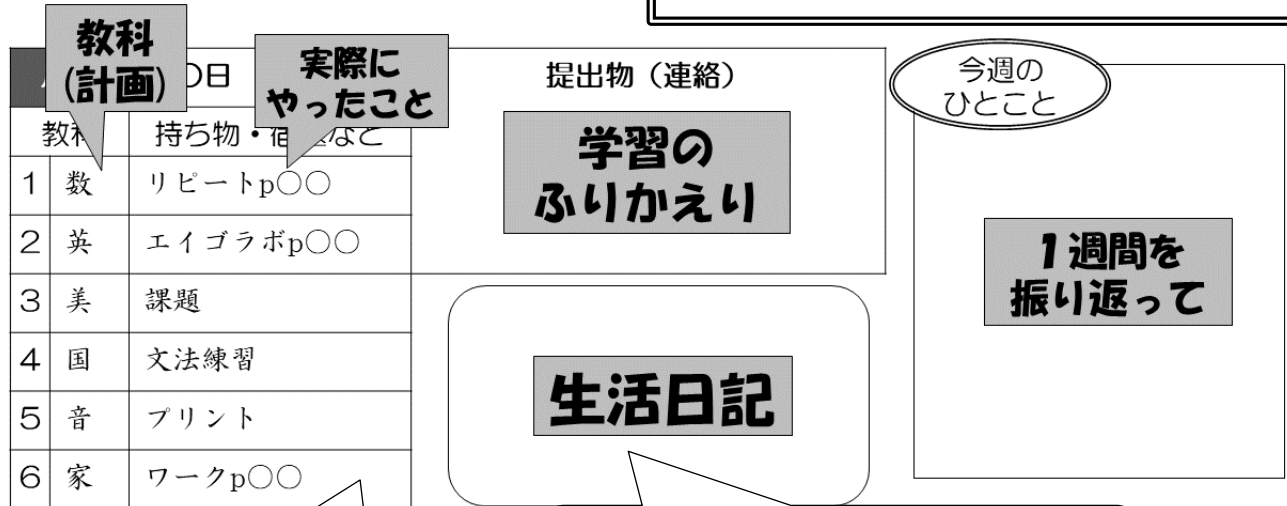 教科
(計画)
実際に
やったこと
日
提出物（連絡）
今週の
ひとこと
教科
持ち物・宿題など
学習の
ふりかえり
1 数 リピートp○○
2 英 エイゴラボp○○
3 美 課題
4 国 文法練習
5 音 プリント
6 家 ワークp○○
生活日記
1週間を
振り返って